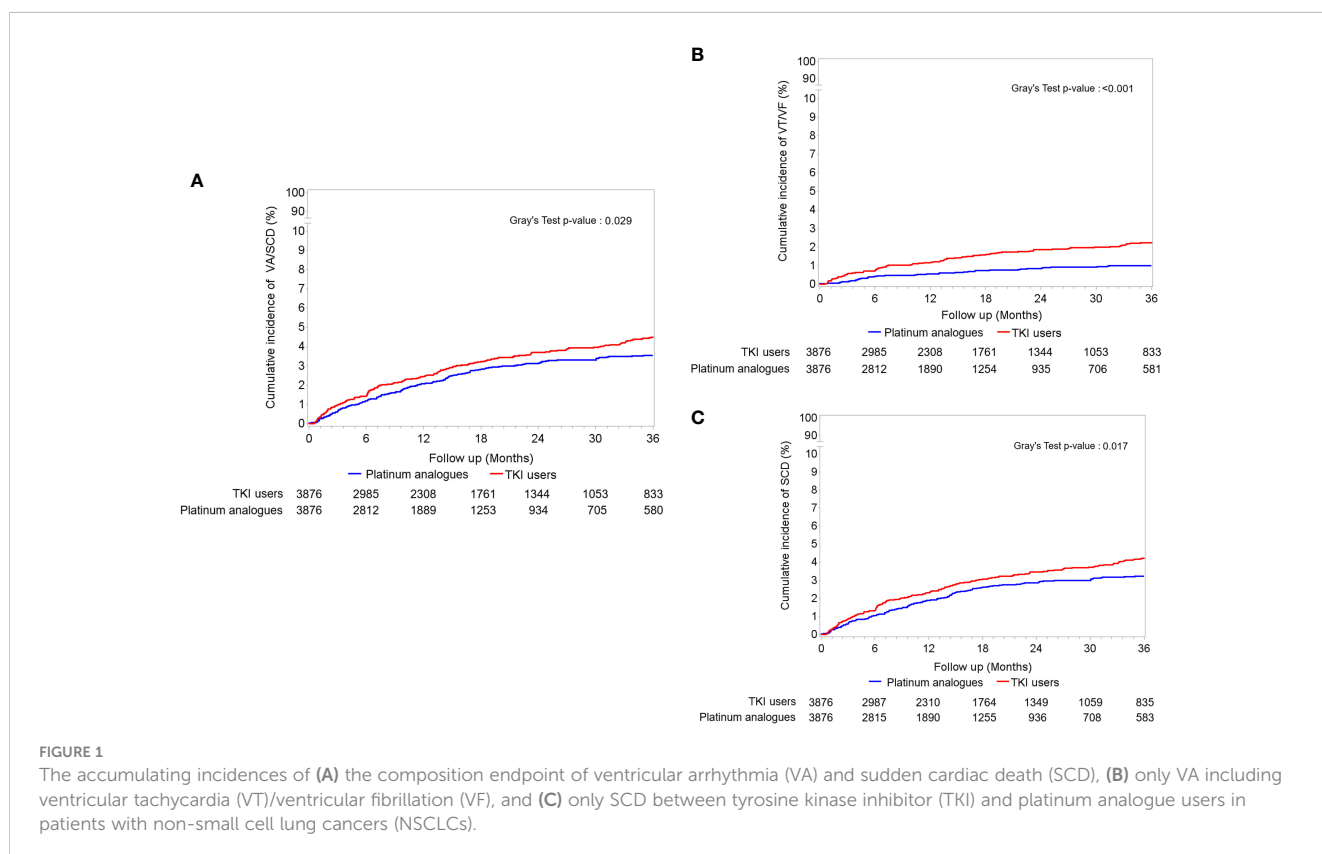 A
Cumulative incidence of VA/SCD (%)
100
90
10
9
8
7
6
5
4
3
2
1
0
Gray's Test p-value : 0.029
0 6 12 18 24 30 36
Follow up (Months)
Platinum analogues TKI users
TKI users 3876 2985 2308 1761 1344 1053 833
Platinum analogues 3876 2812 1889 1253 934 705 580
B
Cumulative incidence of VT/VF (%)
100
90
10
9
8
7
6
5
4
3
2
1
0
Gray's Test p-value : <0.001
0 6 12 18 24 30 36
Follow up (Months)
Platinum analogues TKI users
TKI users 3876 2985 2308 1761 1344 1053 833
Platinum analogues 3876 2812 1890 1254 935 706 581
C
Cumulative incidence of SCD (%)
100
90
10
9
8
7
6
5
4
3
2
1
0
Gray's Test p-value : 0.017
0 6 12 18 24 30 36
Follow up (Months)
Platinum analogues TKI users
TKI users 3876 2987 2310 1764 1349 1059 835
Platinum analogues 3876 2815 1890 1255 936 708 583
FIGURE 1
The accumulating incidences of (A) the composition endpoint of ventricular arrhythmia (VA) and sudden cardiac death (SCD), (B) only VA including
ventricular tachycardia (VT)/ventricular fibrillation (VF), and (C) only SCD between tyrosine kinase inhibitor (TKI) and platinum analogue users in
patients with non-small cell lung cancers (NSCLCs).